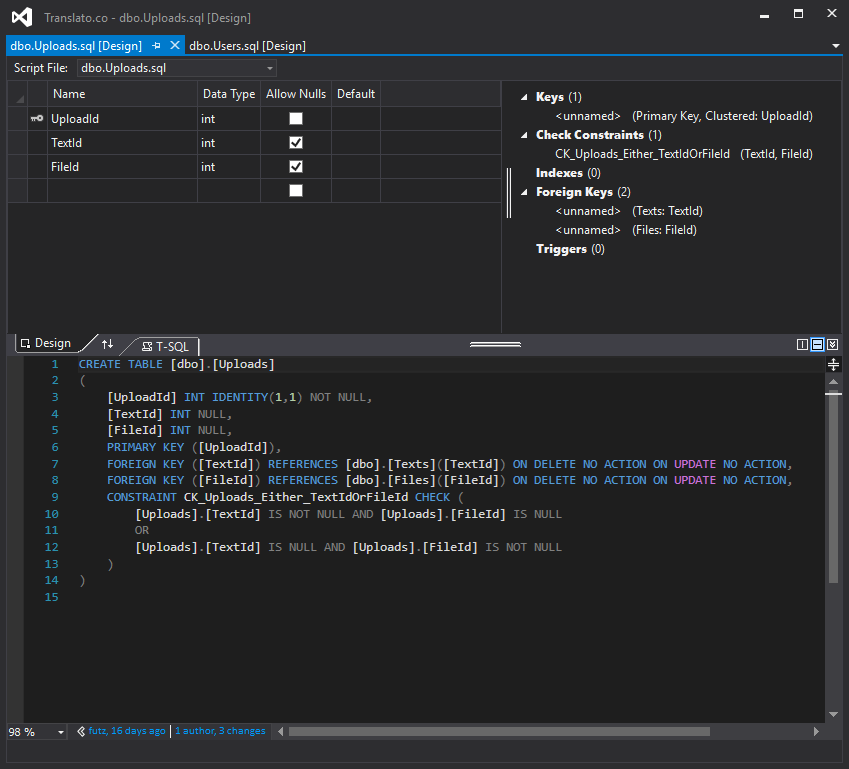 Translato.co - dbo.Uploads.sql [Design]
dbo.Uploads.sql [Design] dbo.Users.sql [Design]
Script File: dbo.Uploads.sql
Name Data Type Allow Nulls Default
UploadId int
TextId int
FileId int
Keys (1)
<unnamed> (Primary Key, Clustered: UploadId)
Check Constraints (1)
CK_Uploads_Either_TextIdOrFileId (TextId, FileId)
Indexes (0)
Foreign Keys (2)
<unnamed> (Texts: TextId)
<unnamed> (Files: FileId)
Triggers (0)
Design T-SQL
1 CREATE TABLE [dbo].[Uploads]
2 (
3 [UploadId] INT IDENTITY(1,1) NOT NULL,
4 [TextId] INT NULL,
5 [FileId] INT NULL,
6 PRIMARY KEY ([UploadId]),
7 FOREIGN KEY ([TextId]) REFERENCES [dbo].[Texts]([TextId]) ON DELETE NO ACTION ON UPDATE NO ACTION,
8 FOREIGN KEY ([FileId]) REFERENCES [dbo].[Files]([FileId]) ON DELETE NO ACTION ON UPDATE NO ACTION,
9 CONSTRAINT CK_Uploads_Either_TextIdOrFileId CHECK (
10 [Uploads].[TextId] IS NOT NULL AND [Uploads].[FileId] IS NULL
11 OR
12 [Uploads].[TextId] IS NULL AND [Uploads].[FileId] IS NOT NULL
13 )
14 )
15
98 % futz, 16 days ago | 1 author, 3 changes